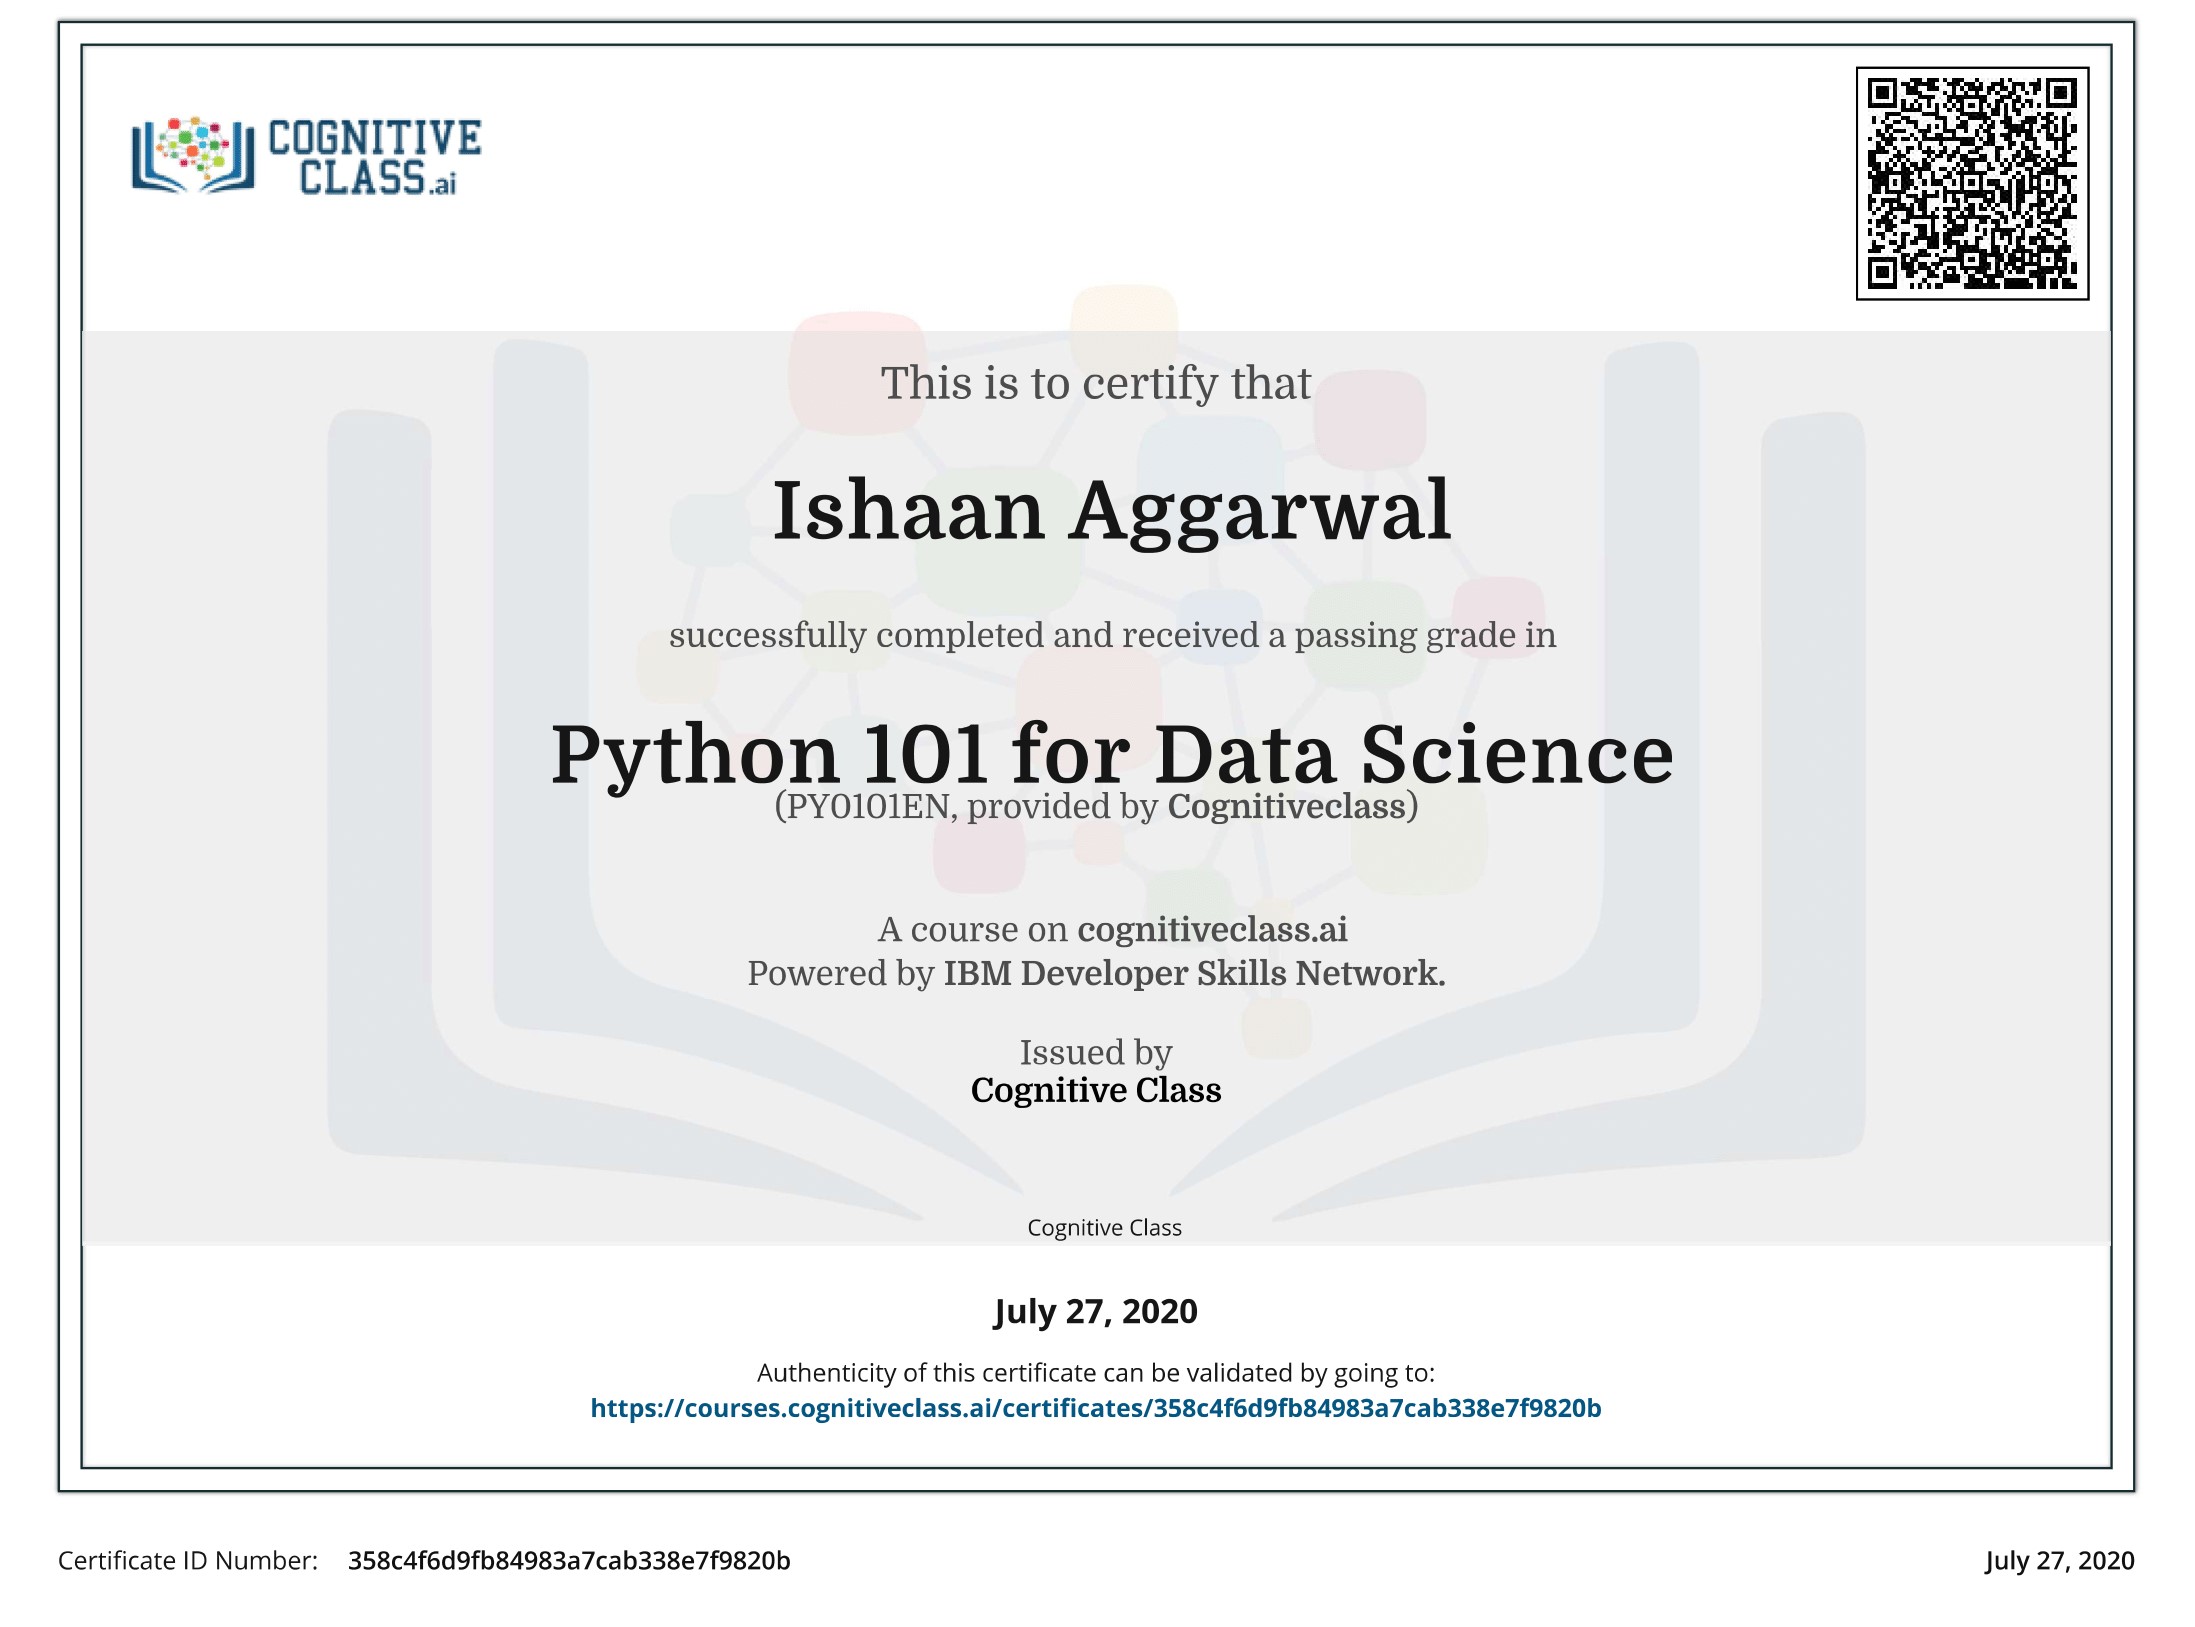 COGNITIVE
CLASS.ai
This is to certify that
Ishaan Aggarwal
successfully completed and received a passing grade in
Python 101 for Data Science
(PY0101EN, provided by Cognitiveclass)
A course on cognitiveclass.ai
Powered by IBM Developer Skills Network.
Issued by
Cognitive Class
Cognitive Class
July 27, 2020
Authenticity of this certificate can be validated by going to:
https://courses.cognitiveclass.ai/certificates/358c4f6d9fb84983a7cab338e7f9820b
Certificate ID Number: 358c4f6d9fb84983a7cab338e7f9820b
July 27, 2020